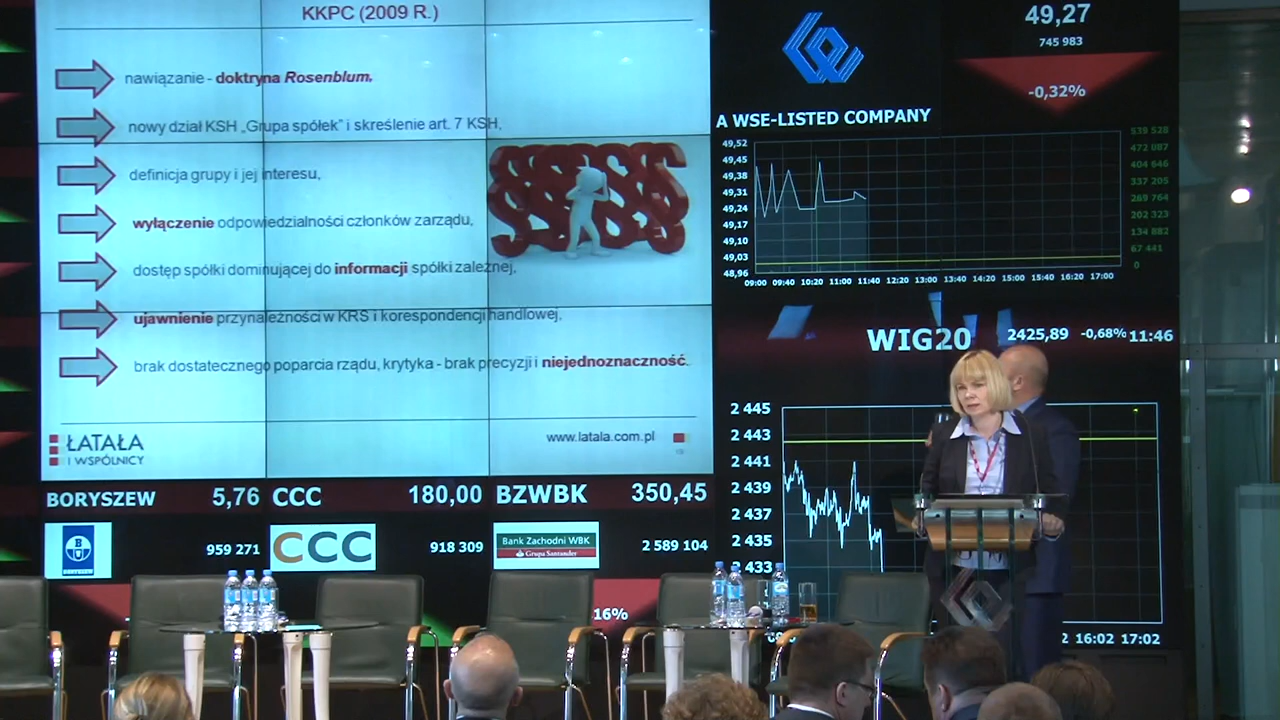 KKPC (2009 R.)
nawiązanie - doktryna Rosenblum,
nowy dział KSH „Grupa spółek” i skreślenie art. 7 KSH,
definicja grupy i jej interesu,
wyłączenie odpowiedzialności członków zarządu,
dostęp spółki dominującej do informacji spółki zależnej,
ujawnienie przynależności w KRS i korespondencji handlowej,
brak dostatecznego poparcia rządu, krytyka - brak precyzji i niejednoznaczność.
ŁATAŁA
I WSPÓLNICY
www.latala.com.pl
49,27
745 983
-0,32%
A WSE-LISTED COMPANY
49,52
49,45
49,38
49,31
49,24
49,17
49,10
49,03
48,96
539 528
472 087
404 646
337 205
269 764
202 323
134 882
67 441
0
09:00 09:40 10:20 11:00 11:40 12:20 13:00 13:40 14:20 15:00 15:40 16:20 17:00
WIG20 2425,89 -0,68% 11:46
2 445
2 443
2 441
2 439
2 437
2 435
2 433
16:02 17:02
BORYSZEW 5,76
959 271
BORYSZEW
CCC 180,00
CCC 918 309
BZWBK 350,45
Bank Zachodni WBK
Grupa Santander
2 589 104
16%